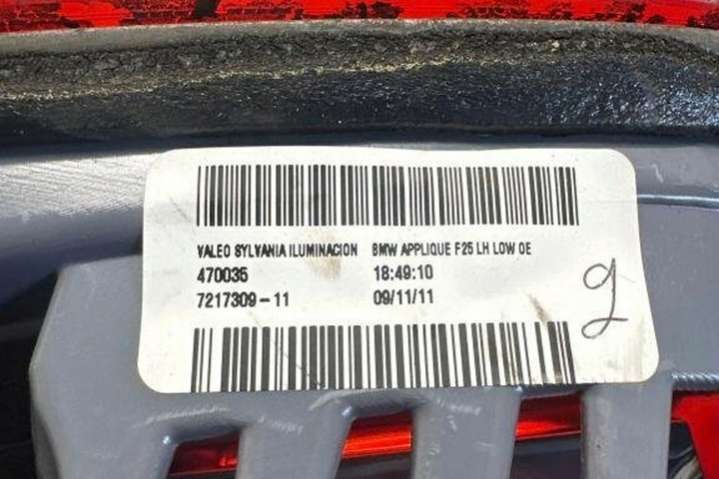 VALEO SYLVANIA ILUMINACION BMW APPLIQUE F25 LH LOW OE
470035 18:49:10
7217309-11 09/11/11
g